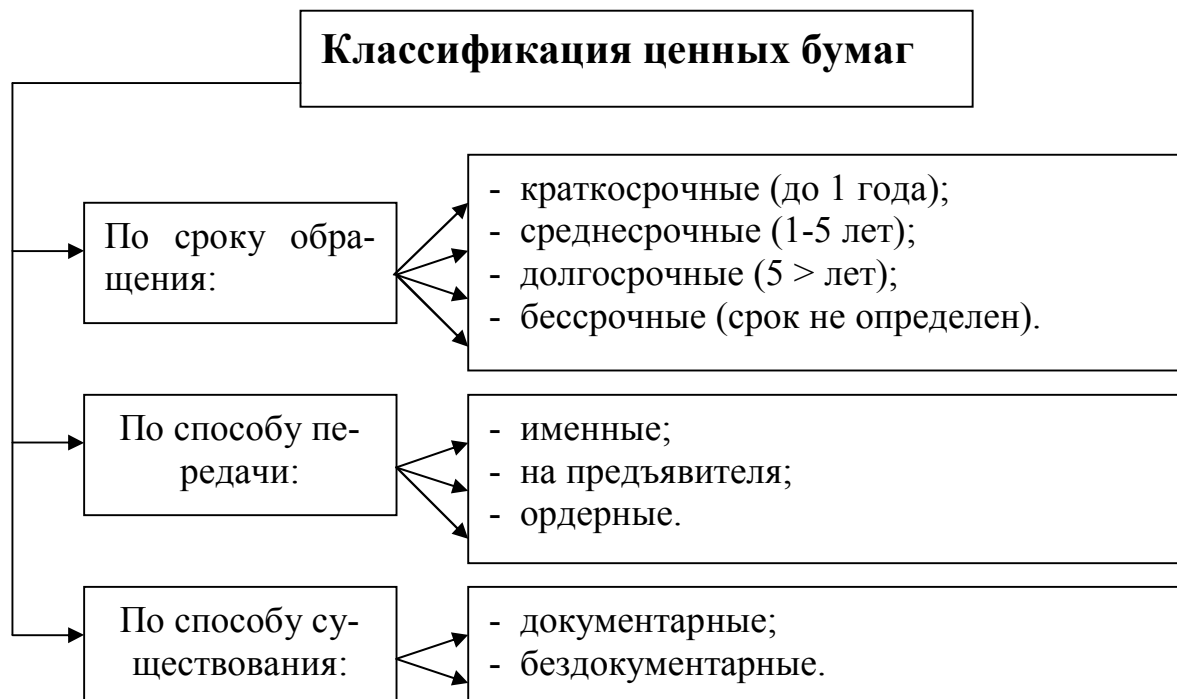 Классификация ценных бумаг
По сроку обра-
щения:
- краткосрочные (до 1 года);
- среднесрочные (1-5 лет);
- долгосрочные (5 > лет);
- бессрочные (срок не определен).
По способу пе-
редачи:
- именные;
- на предъявителя;
- ордерные.
По способу су-
ществования:
- документарные;
- бездокументарные.